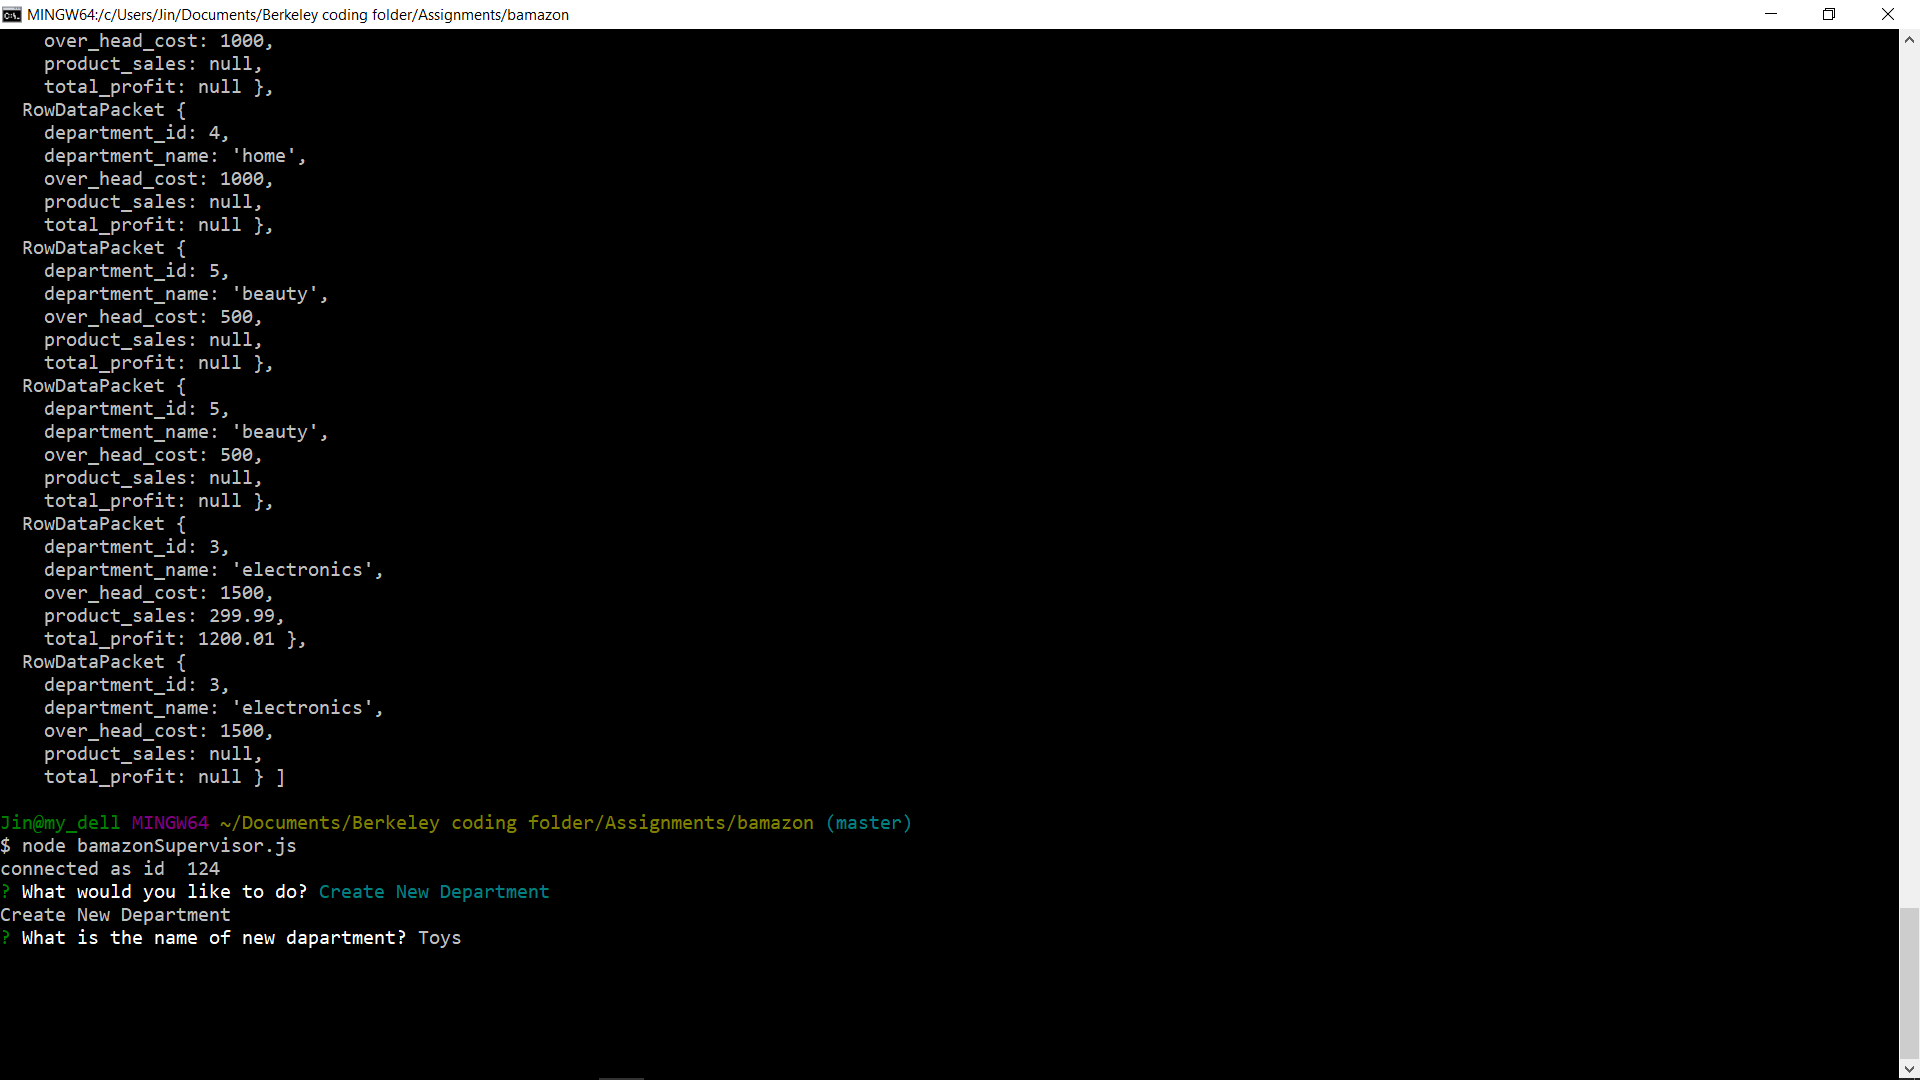 MINGW64:/c/Users/Jin/Documents/Berkeley coding folder/Assignments/bamazon
    over_head_cost: 1000,
    product_sales: null,
    total_profit: null },
  RowDataPacket {
    department_id: 4,
    department_name: 'home',
    over_head_cost: 1000,
    product_sales: null,
    total_profit: null },
  RowDataPacket {
    department_id: 5,
    department_name: 'beauty',
    over_head_cost: 500,
    product_sales: null,
    total_profit: null },
  RowDataPacket {
    department_id: 5,
    department_name: 'beauty',
    over_head_cost: 500,
    product_sales: null,
    total_profit: null },
  RowDataPacket {
    department_id: 3,
    department_name: 'electronics',
    over_head_cost: 1500,
    product_sales: 299.99,
    total_profit: 1200.01 },
  RowDataPacket {
    department_id: 3,
    department_name: 'electronics',
    over_head_cost: 1500,
    product_sales: null,
    total_profit: null } ]
Jin@my_dell MINGW64 ~/Documents/Berkeley coding folder/Assignments/bamazon (master)
$ node bamazonSupervisor.js
connected as id  124
? What would you like to do? Create New Department
Create New Department
? What is the name of new dapartment? Toys